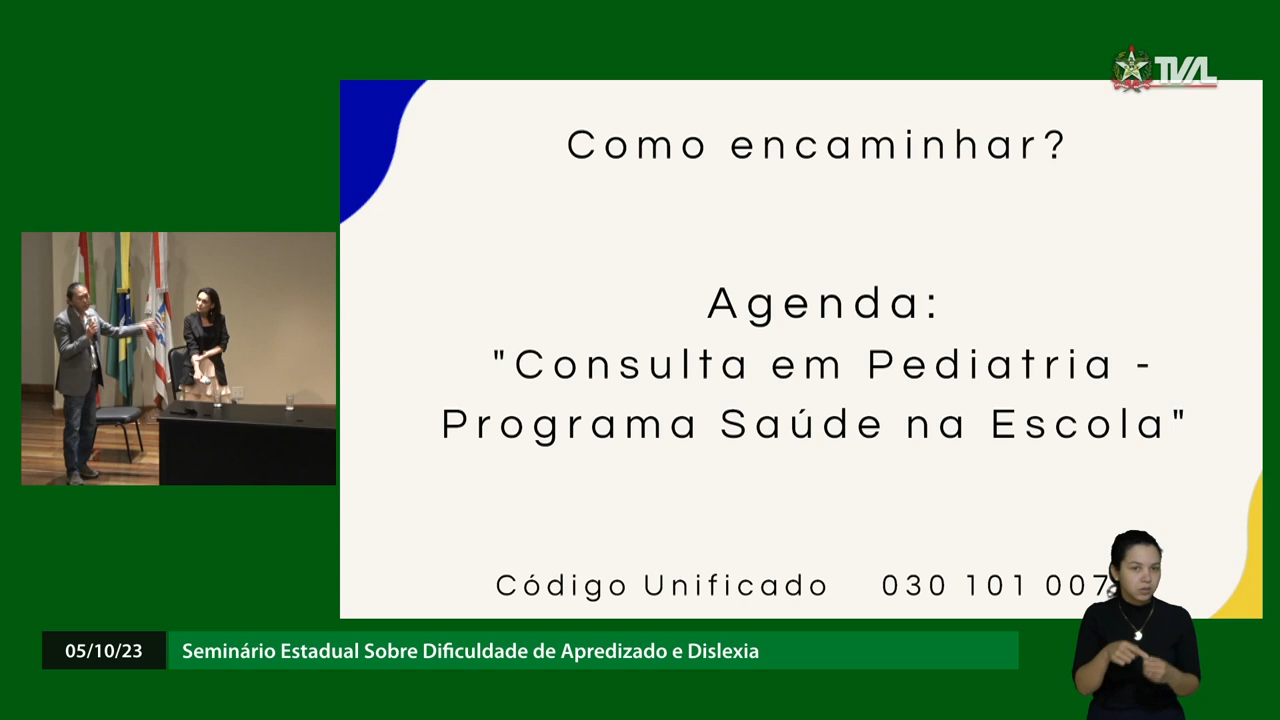 TVAL
Como encaminhar?
Agenda:
"Consulta em Pediatria -
Programa Saúde na Escola"
Código Unificado 030 101 007
05/10/23
Seminário Estadual Sobre Dificuldade de Apredizado e Dislexia